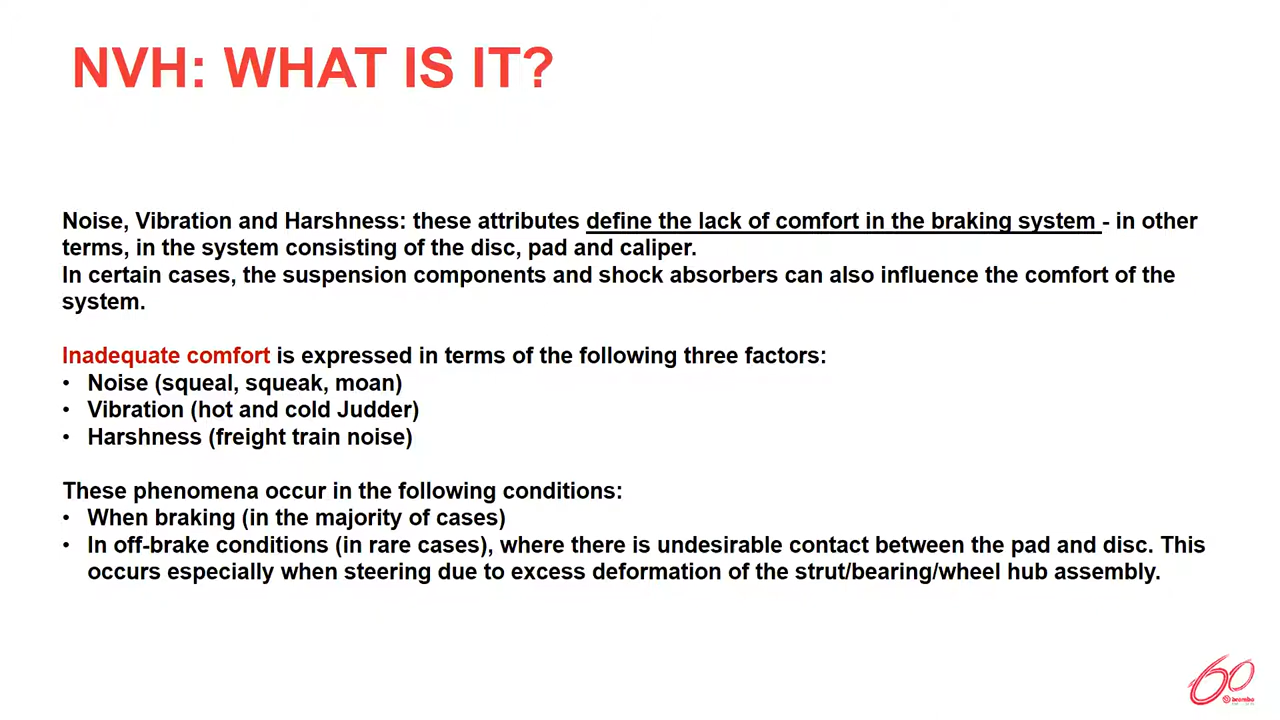 NVH: WHAT IS IT?
Noise, Vibration and Harshness: these attributes define the lack of comfort in the braking system - in other
terms, in the system consisting of the disc, pad and caliper.
In certain cases, the suspension components and shock absorbers can also influence the comfort of the
system.
Inadequate comfort is expressed in terms of the following three factors:
• Noise (squeal, squeak, moan)
• Vibration (hot and cold Judder)
• Harshness (freight train noise)
These phenomena occur in the following conditions:
• When braking (in the majority of cases)
• In off-brake conditions (in rare cases), where there is undesirable contact between the pad and disc. This
occurs especially when steering due to excess deformation of the strut/bearing/wheel hub assembly.
60
brembo